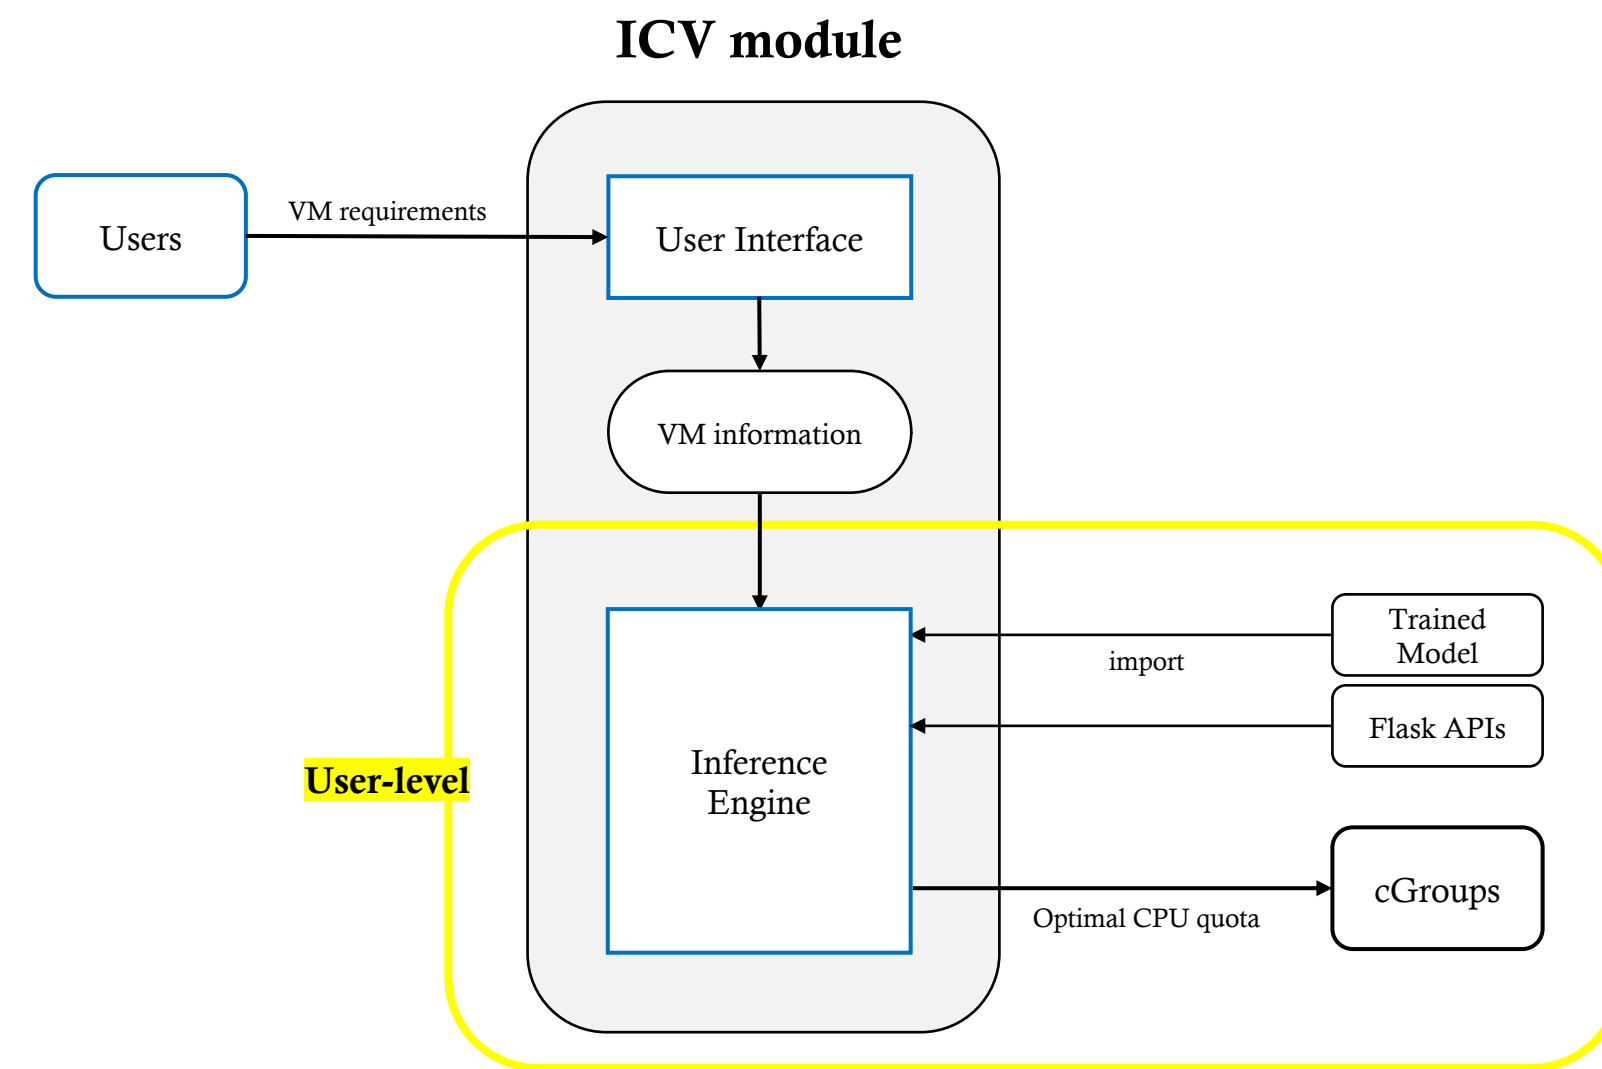 ICV module
Users
VM requirements
User Interface
VM information
Trained
Model
import
Flask APIs
Inference
Engine
User-level
cGroups
Optimal CPU quota